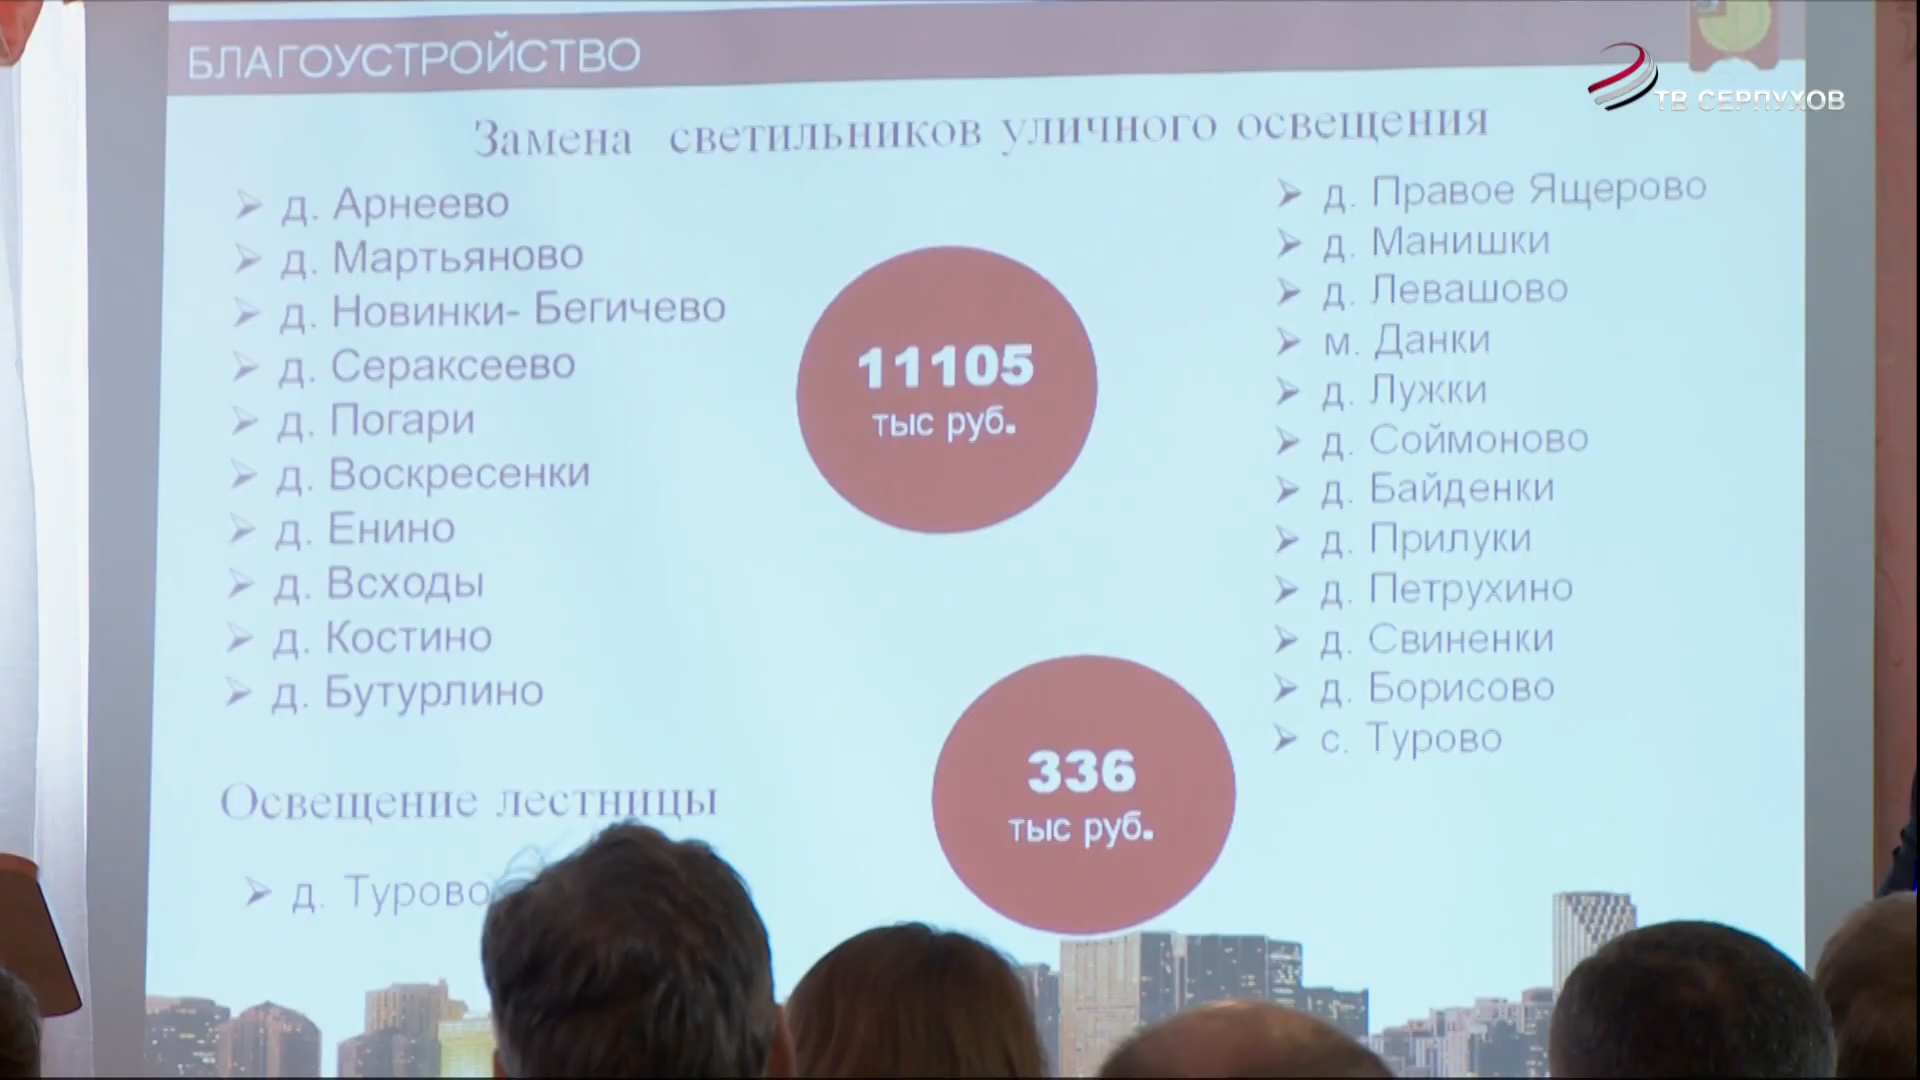 БЛАГОУСТРОЙСТВО
ТВ СЕРПУХОВ
Замена светильников уличного освещения
д. Арнеево
д. Мартьяново
д. Новинки- Бегичево
д. Сераксеево
д. Погари
д. Воскресенки
д. Енино
д. Всходы
д. Костино
д. Бутурлино
11105
тыс руб.
д. Правое Ящерово
д. Манишки
д. Левашово
м. Данки
д. Лужки
д. Соймоново
д. Байденки
д. Прилуки
д. Петрухино
д. Свиненки
д. Борисово
с. Турово
Освещение лестницы
д. Турово
336
тыс руб.